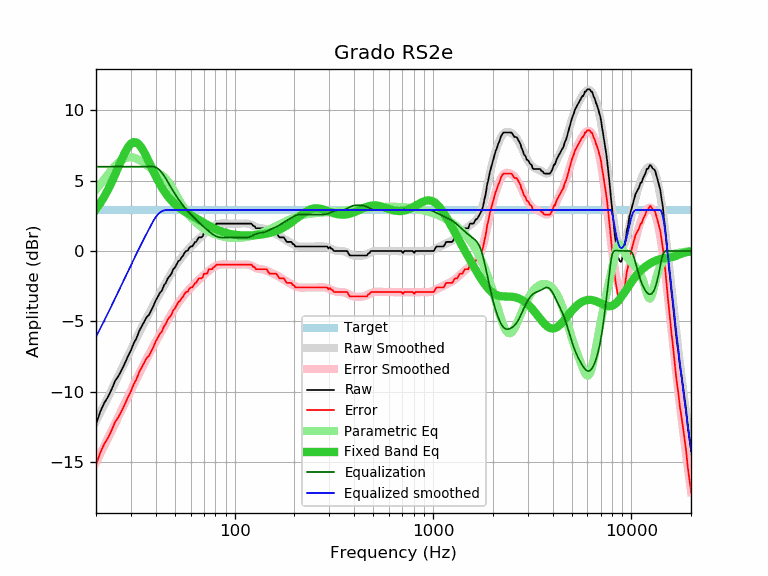 Grado RS2e
Amplitude (dBr)
10
5
0
−5
−10
−15
Target
Raw Smoothed
Error Smoothed
Raw
Error
Parametric Eq
Fixed Band Eq
Equalization
Equalized smoothed
100
1000
10000
Frequency (Hz)